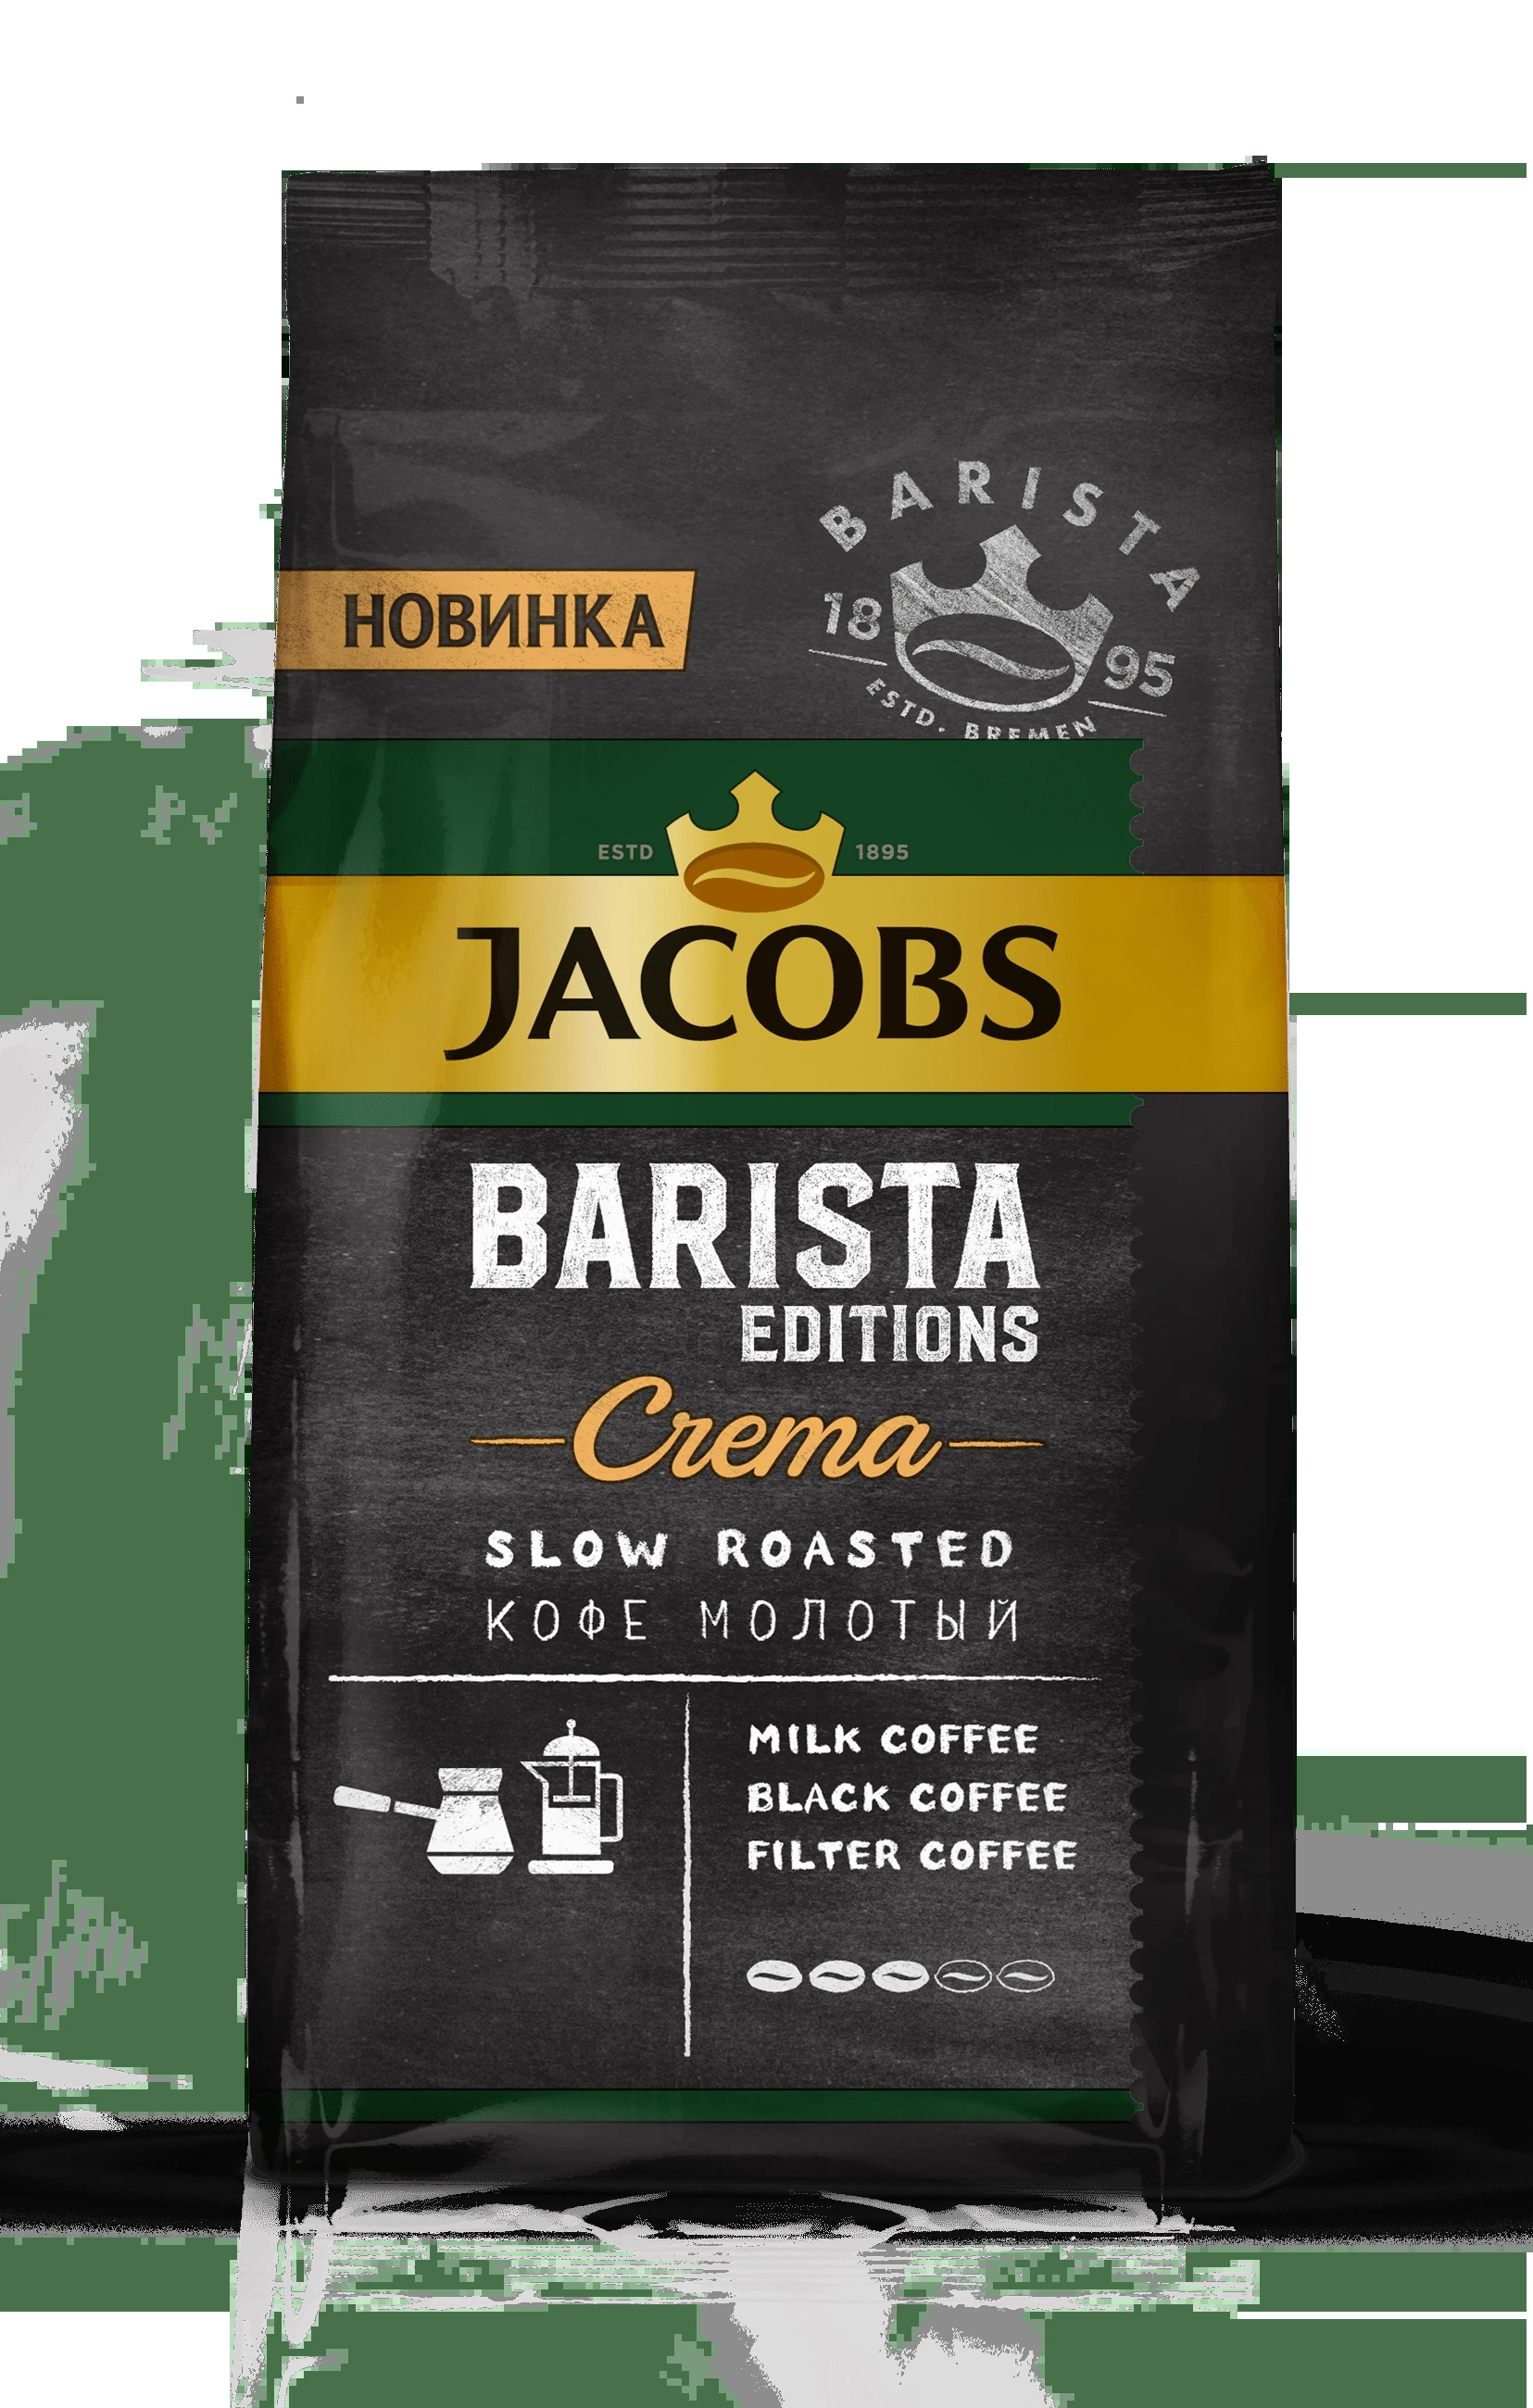 BARISTA
18 95
ESTD. BREMEN
НОВИНКА
ESTD 1895
JACOBS
BARISTA
EDITIONS
Crema
SLOW ROASTED
КОФЕ МОЛОТЫЙ
MILK COFFEE
BLACK COFFEE
FILTER COFFEE